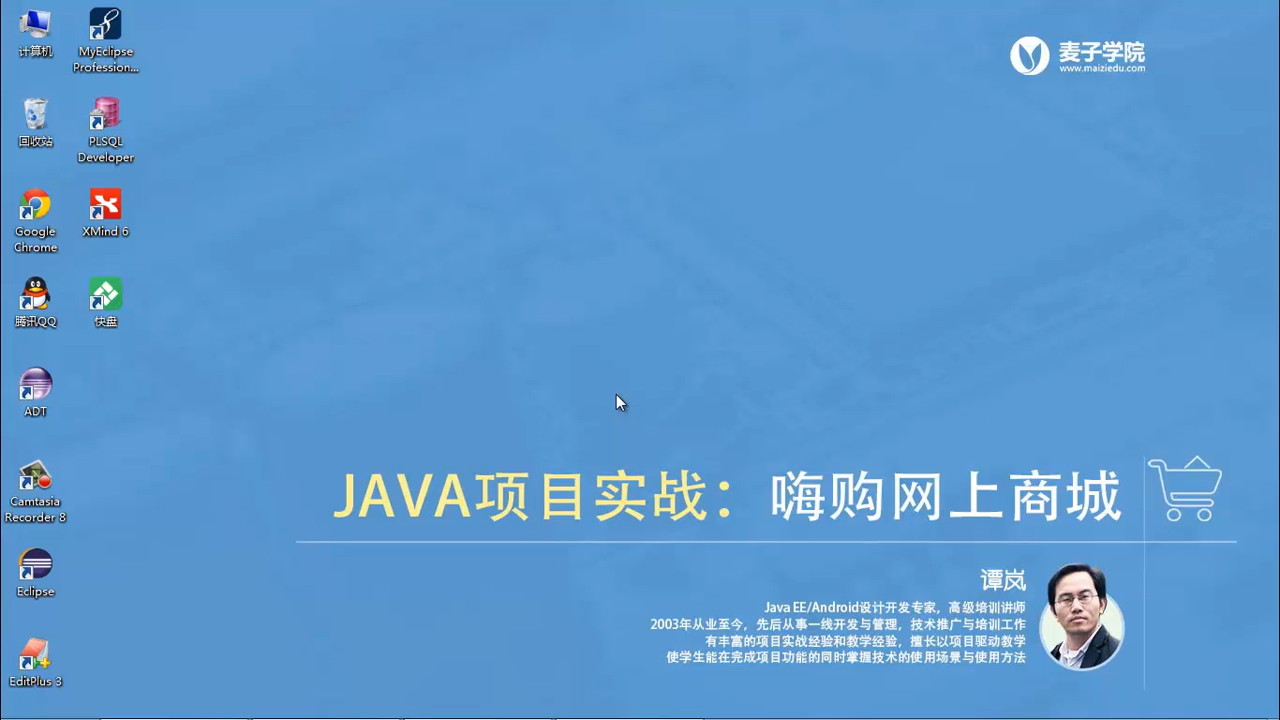 计算机
MyEclipse
Profession...
回收站
PLSQL
Developer
Google
Chrome
XMind 6
腾讯QQ
快盘
ADT
Camtasia
Recorder 8
Eclipse
EditPlus 3
麦子学院
www.maiziedu.com
JAVA项目实战：嗨购网上商城
谭岚
Java EE/Android设计开发专家，高级培训讲师
2003年从业至今，先后从事一线开发与管理，技术推广与培训工作
有丰富的项目实战经验和教学经验，擅长以项目驱动教学
使学生能在完成项目功能的同时掌握技术的使用场景与使用方法